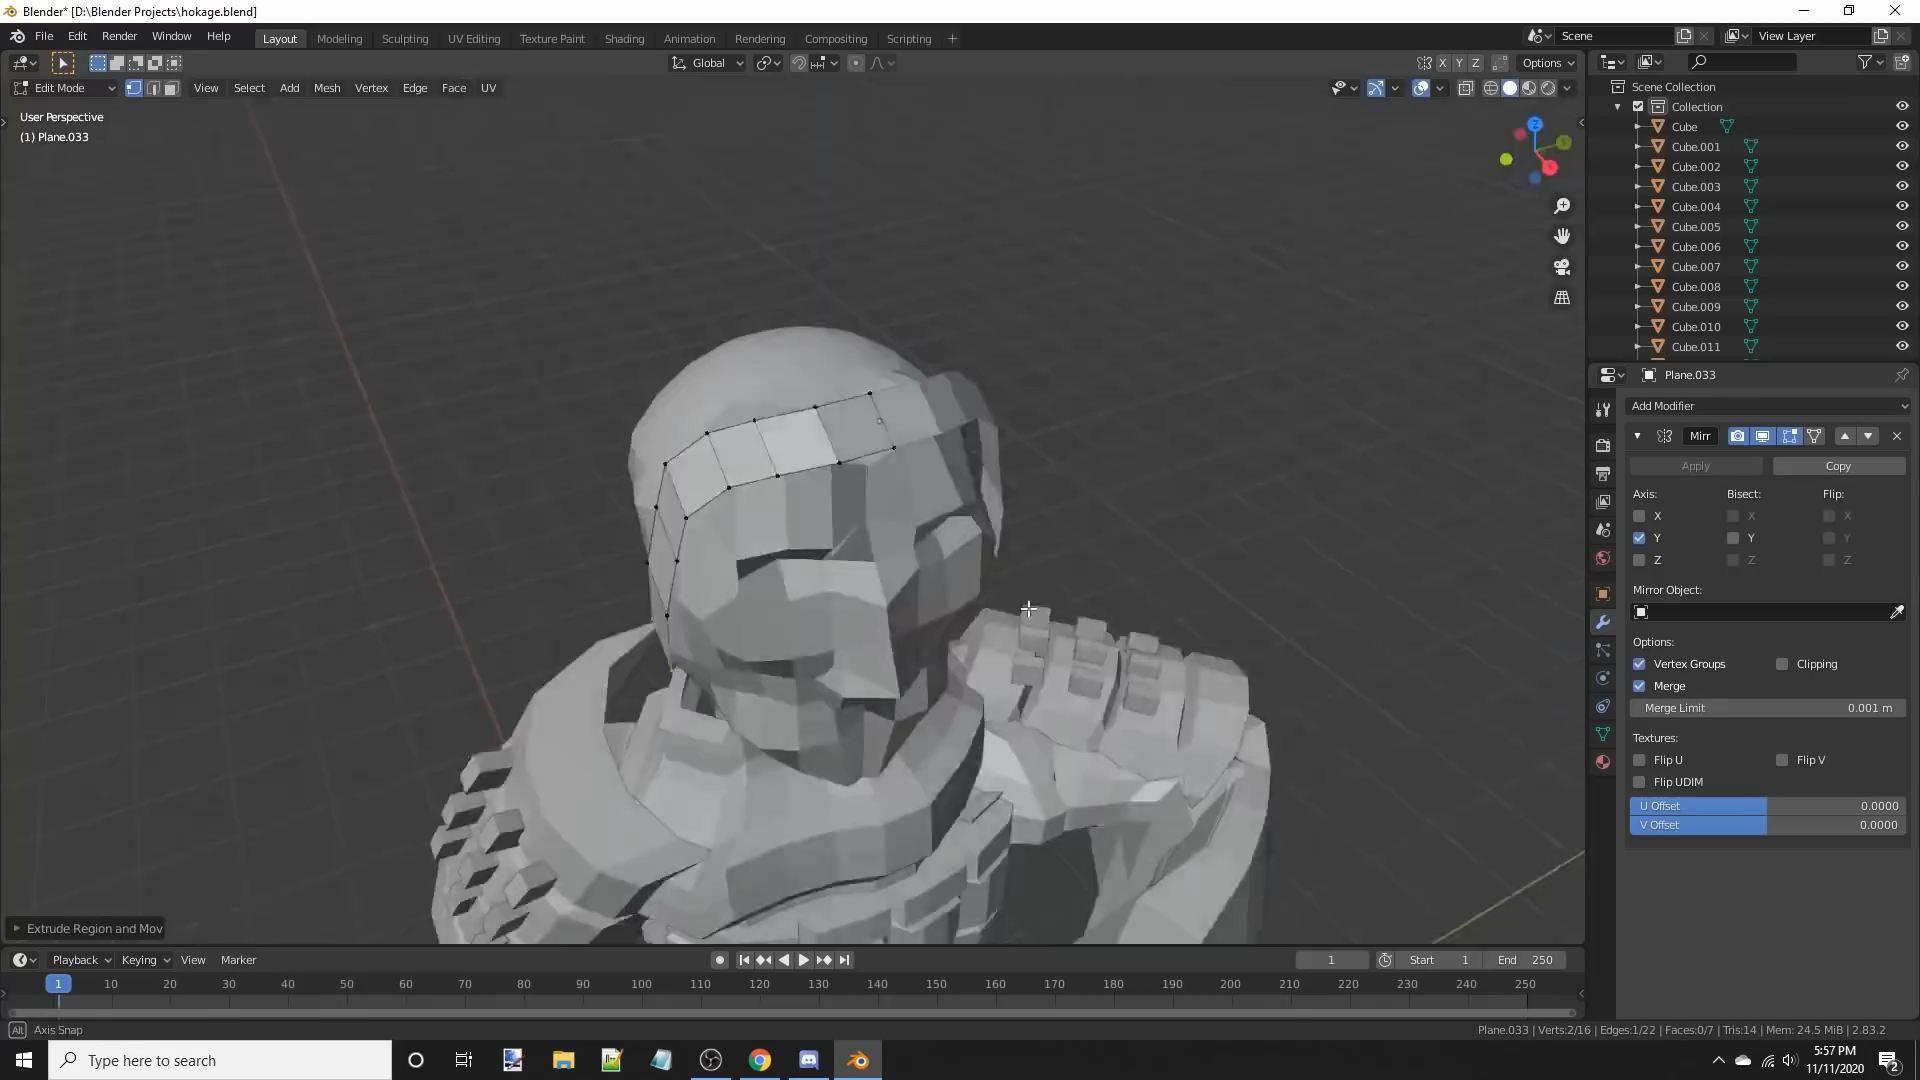 Blender* [D:\Blender Projects\hokage.blend]
File Edit Render Window Help Layout Modeling Sculpting UV Editing Texture Paint Shading Animation Rendering Compositing Scripting + Scene View Layer
Global X Y Z Options
Edit Mode View Select Add Mesh Vertex Edge Face UV
User Perspective
(1) Plane.033
Z
Scene Collection
Collection
Cube
Cube.001
Cube.002
Cube.003
Cube.004
Cube.005
Cube.006
Cube.007
Cube.008
Cube.009
Cube.010
Cube.011
Plane.033
Add Modifier
Mirr
Apply Copy
Axis: Bisect: Flip:
X X X
Y Y Y
Z Z Z
Mirror Object:
Options:
Vertex Groups Clipping
Merge
Merge Limit 0.001 m
Textures:
Flip U Flip V
Flip UDIM
U Offset 0.0000
V Offset 0.0000
Extrude Region and Mov
Playback Keying View Marker 1 Start 1 End 250
1 10 20 30 40 50 60 70 80 90 100 110 120 130 140 150 160 170 180 190 200 210 220 230 240 250
Alt Axis Snap
Plane.033 | Verts:2/16 | Edges:1/22 | Faces:0/7 | Tris:14 | Mem: 24.5 MiB | 2.83.2
Type here to search
5:57 PM
11/11/2020
2